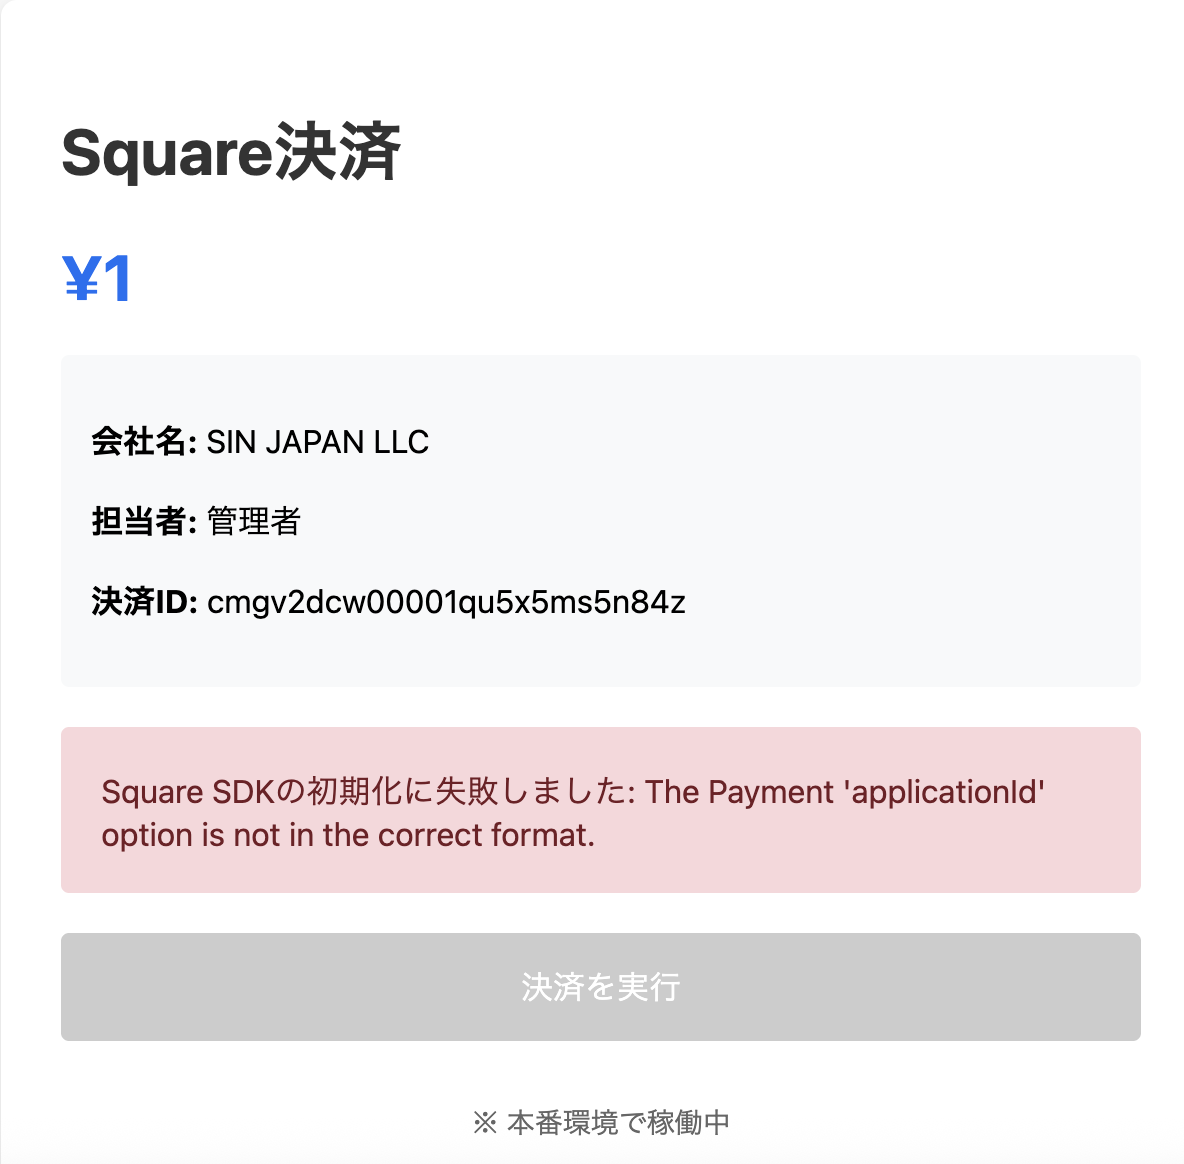 Square決済
¥1
会社名: SIN JAPAN LLC
担当者: 管理者
決済ID: cmgv2dcw00001qu5x5ms5n84z
Square SDKの初期化に失敗しました: The Payment 'applicationId'
option is not in the correct format.
決済を実行
※ 本番環境で稼働中